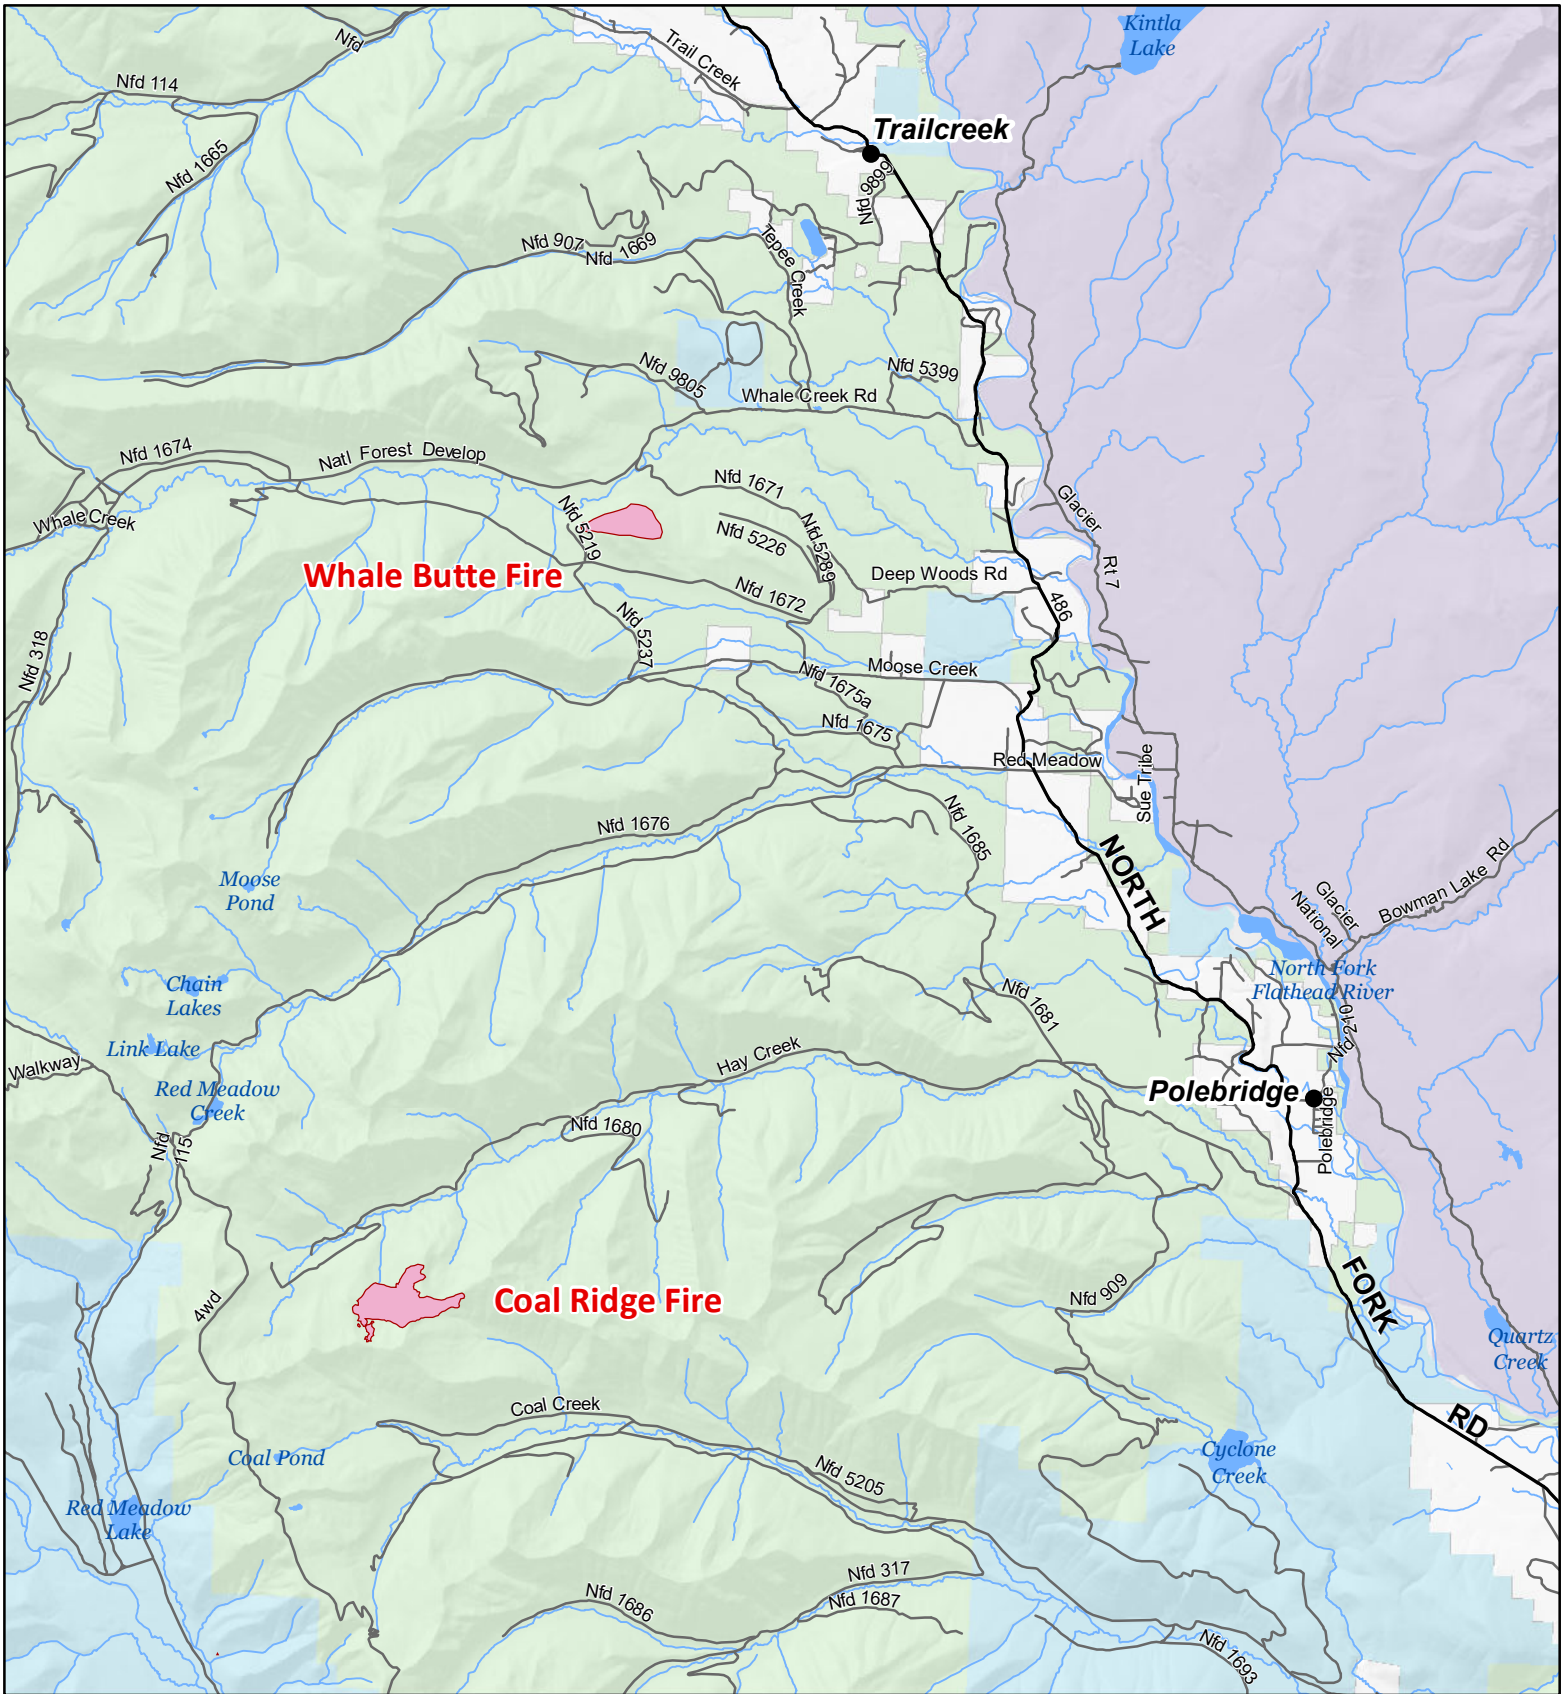 Kintla
Lake
Nfd
Trail Creek
Nfd 114
Trailcreek
Nfd 1665
Nfd 9899
Nfd 907
Nfd 1669
Tepee Creek
Nfd 9805
Nfd 5399
Whale Creek Rd
Nfd 1674
Natl Forest Develop
Nfd 1671
Glacier
Rt 7
Whale Creek
Nfd 5219
Nfd 5226
Nfd 5289
Whale Butte Fire
Deep Woods Rd
Nfd 1672
486
Nfd 5237
Nfd 318
Moose Creek
Nfd 1675a
Nfd 1675
Red Meadow
Sue Tribe
Nfd 1676
Nfd 1685
NORTH
Moose
Pond
Glacier
National
Bowman Lake Rd
North Fork
Flathead River
Chain
Lakes
Nfd 1681
Nfd 210
Link Lake
Walkway
Hay Creek
Red Meadow
Creek
Polebridge
Polebridge
Nfd 1680
Nfd
115
4wd
Coal Ridge Fire
Nfd 909
FORK
Quartz
Creek
Coal Creek
RD
Coal Pond
Cyclone
Creek
Nfd 5205
Red Meadow
Lake
Nfd 317
Nfd 1686
Nfd 1687
Nfd 1693